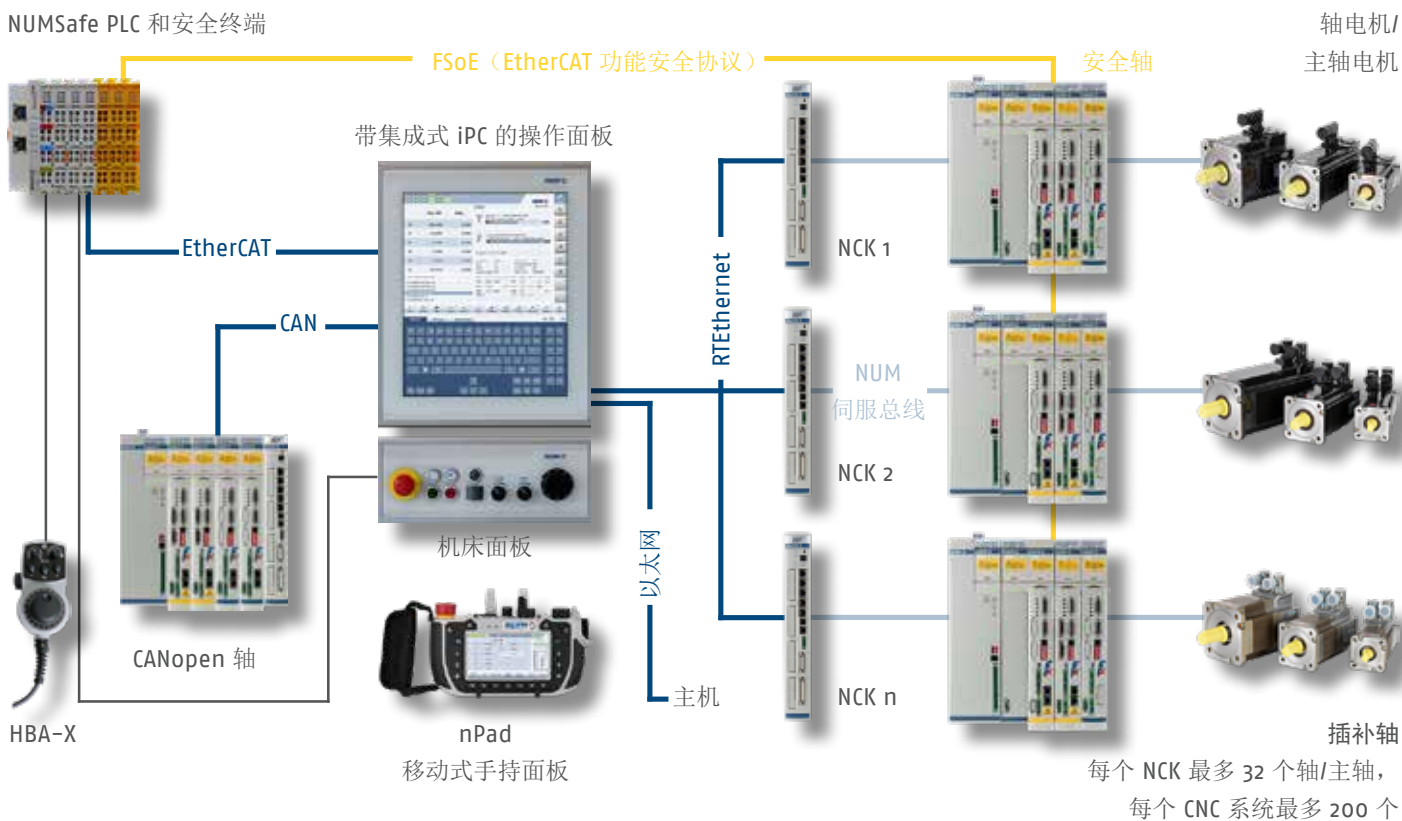 NUMSafe PLC 和安全终端
轴电机/
主轴电机
FSoE（EtherCAT 功能安全协议）
安全轴
带集成式 iPC 的操作面板
EtherCAT
CAN
RTEthernet
NCK 1
NUM
伺服总线
NCK 2
机床面板
以太网
CANopen 轴
主机
NCK n
HBA-X
nPad
移动式手持面板
插补轴
每个 NCK 最多 32 个轴/主轴，
每个 CNC 系统最多 200 个